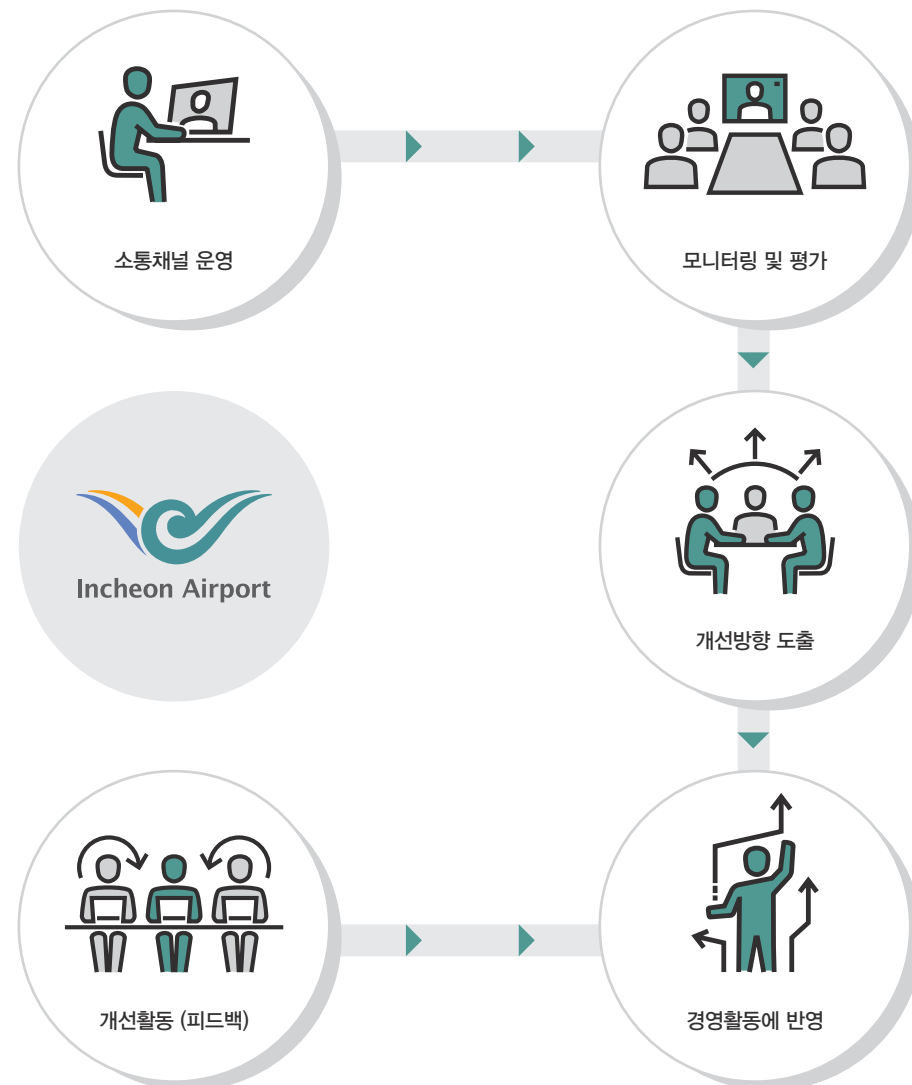 소통채널 운영
모니터링 및 평가
Incheon Airport
개선방향 도출
개선활동 (피드백)
경영활동에 반영